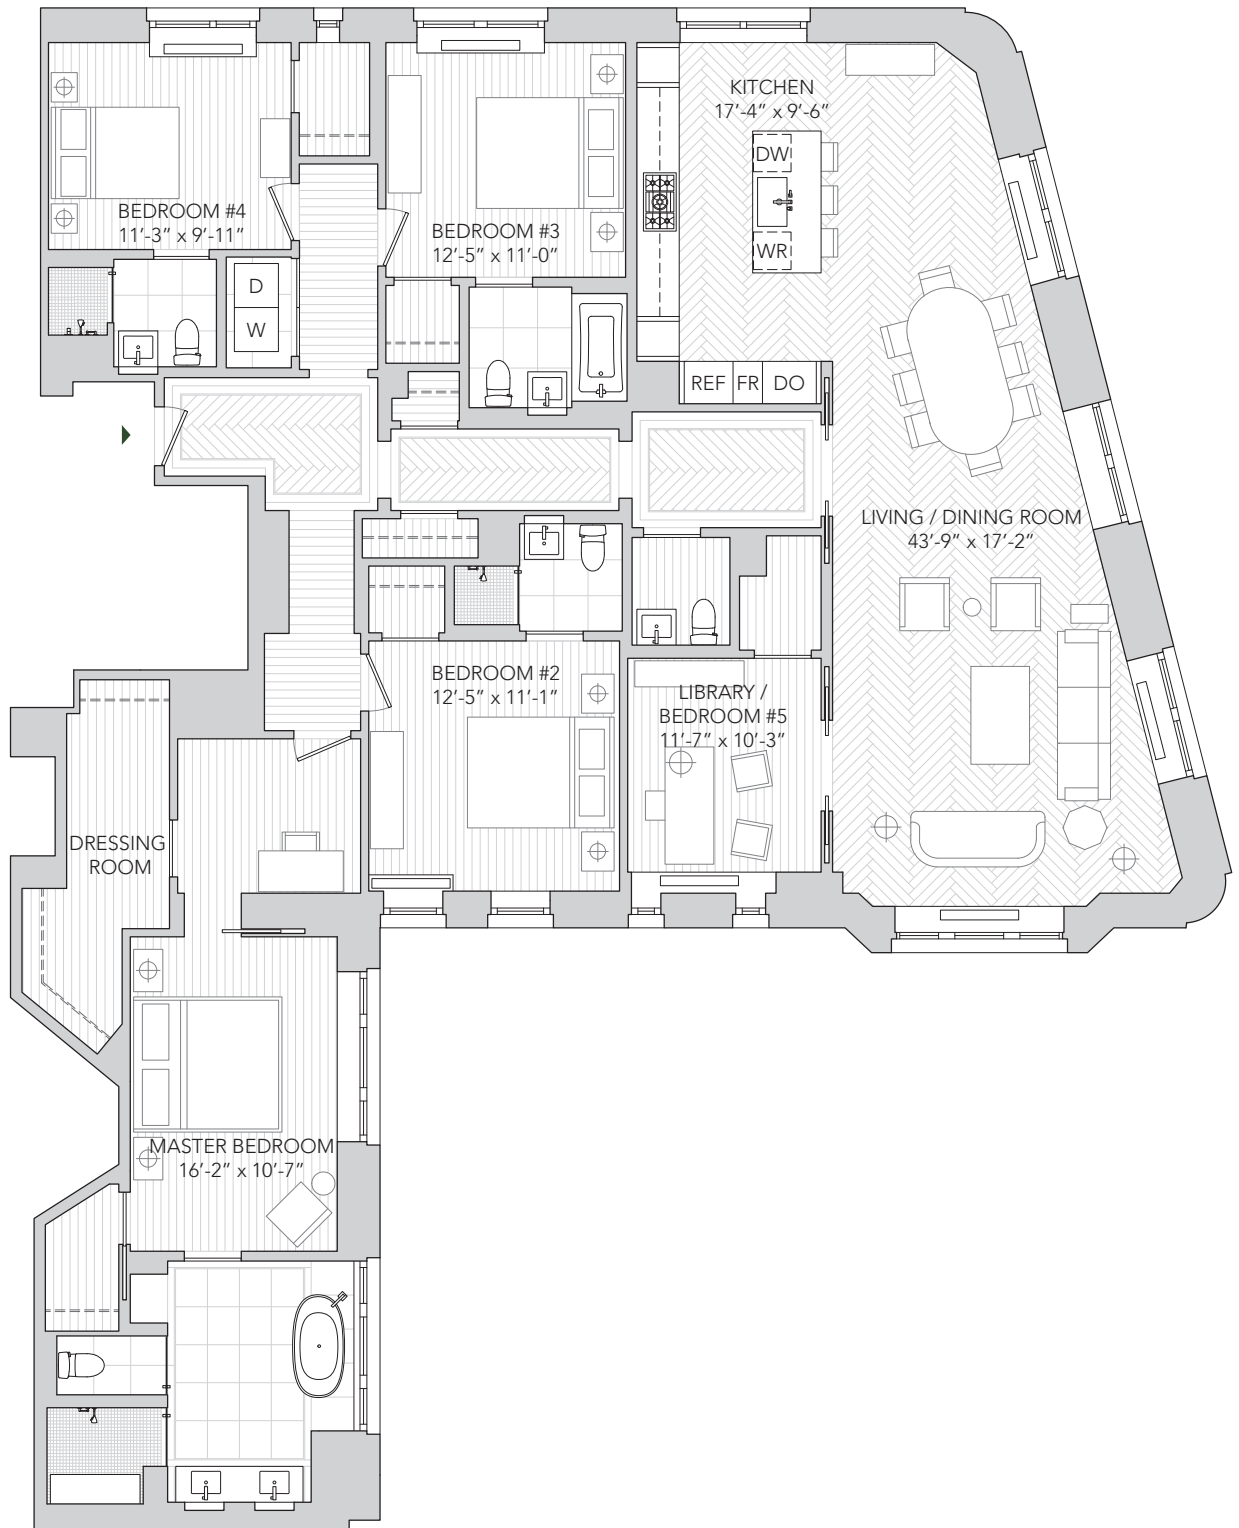 KITCHEN
17’-4” x 9’-6”
DW
WR
BEDROOM #4
11’-3” x 9’-11”
BEDROOM #3
12’-5” x 11’-0”
D
W
REF FR DO
LIVING / DINING ROOM
43’-9” x 17’-2”
BEDROOM #2
12’-5” x 11’-1”
LIBRARY /
BEDROOM #5
11’-7” x 10’-3”
DRESSING
ROOM
MASTER BEDROOM
16’-2” x 10’-7”